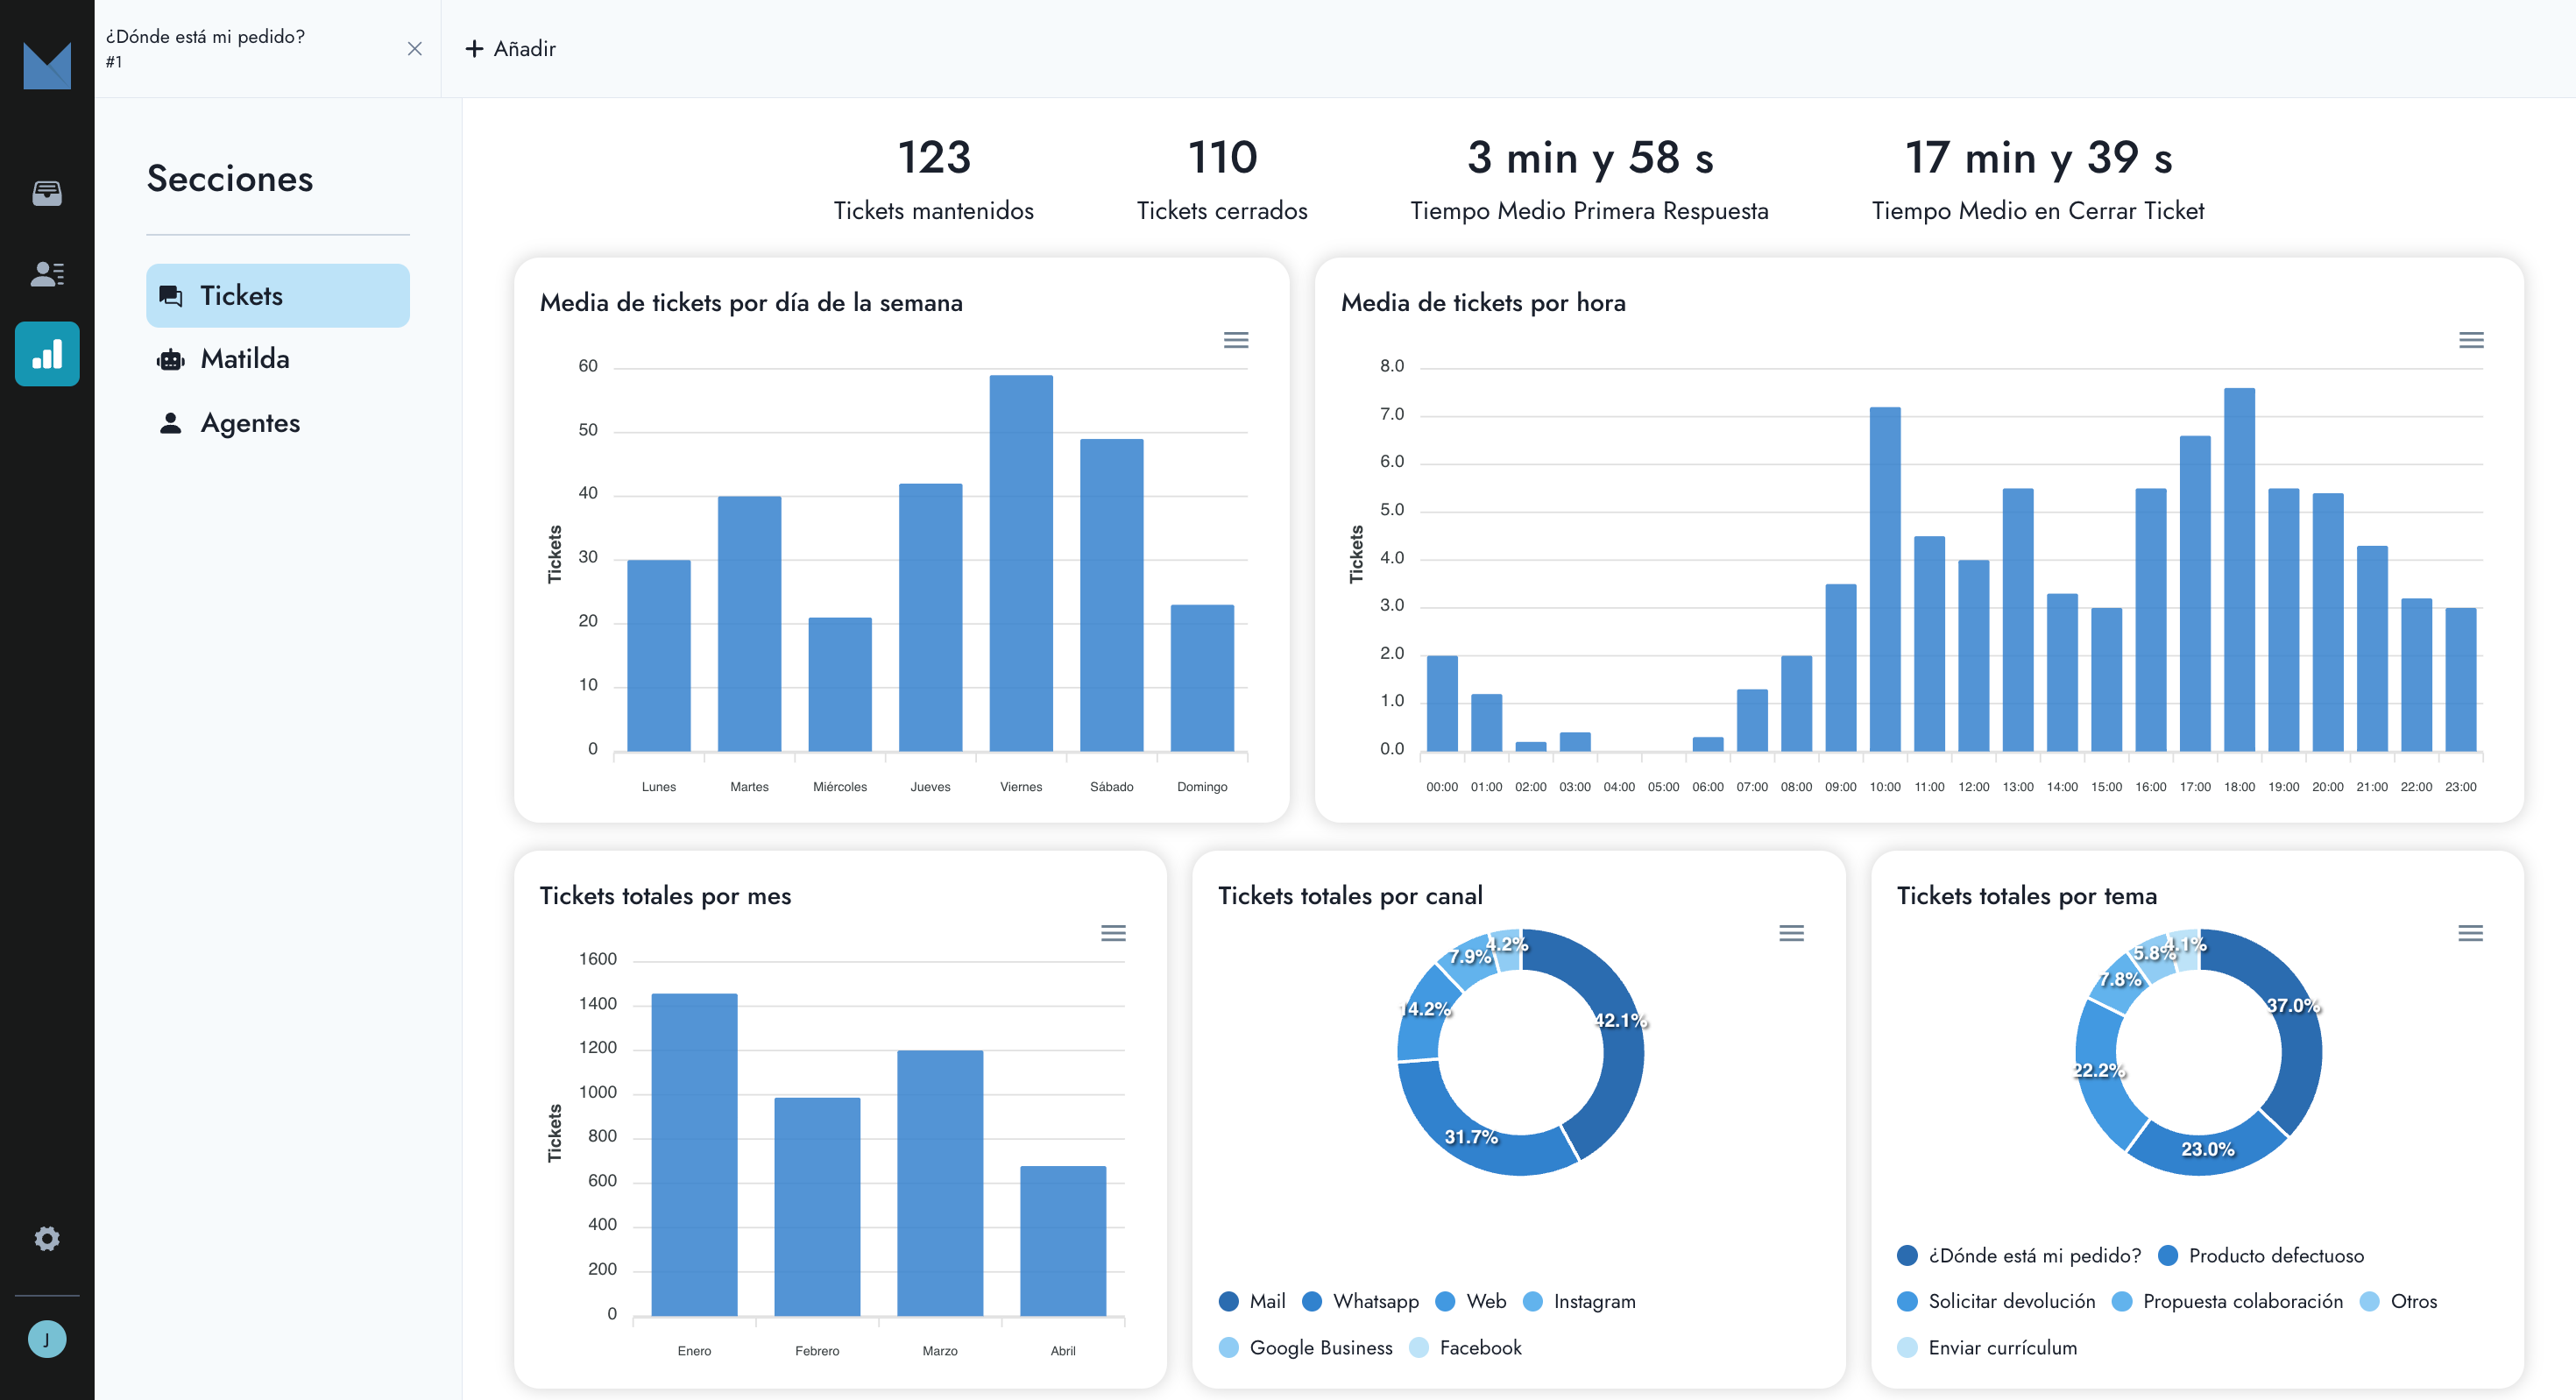 ¿Dónde está mi pedido?
#1
+ Añadir
Secciones
Tickets
Matilda
Agentes
J
123
Tickets mantenidos
110
Tickets cerrados
3 min y 58 s
Tiempo Medio Primera Respuesta
17 min y 39 s
Tiempo Medio en Cerrar Ticket
Media de tickets por día de la semana
Tickets
60
50
40
30
20
10
0
Lunes Martes Miércoles Jueves Viernes Sábado Domingo
Media de tickets por hora
Tickets
8.0
7.0
6.0
5.0
4.0
3.0
2.0
1.0
0.0
00:00 01:00 02:00 03:00 04:00 05:00 06:00 07:00 08:00 09:00 10:00 11:00 12:00 13:00 14:00 15:00 16:00 17:00 18:00 19:00 20:00 21:00 22:00 23:00
Tickets totales por mes
Tickets
1600
1400
1200
1000
800
600
400
200
0
Enero Febrero Marzo Abril
Tickets totales por canal
4.2%
7.9%
14.2%
42.1%
31.7%
Mail Whatsapp Web Instagram
Google Business Facebook
Tickets totales por tema
4.1%
5.8%
7.8%
37.0%
22.2%
23.0%
¿Dónde está mi pedido? Producto defectuoso
Solicitar devolución Propuesta colaboración Otros
Enviar currículum